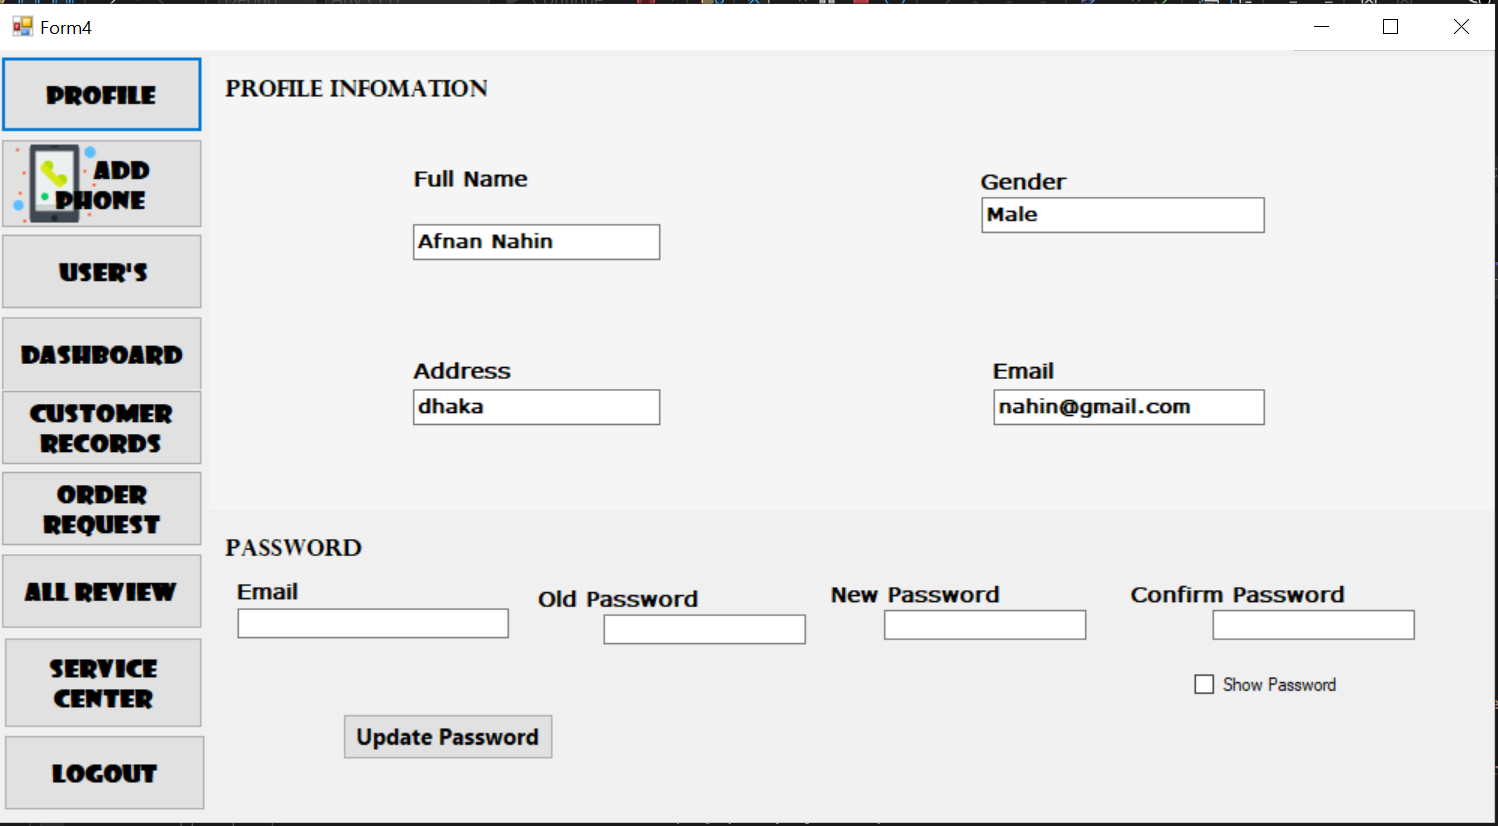 Form4
PROFILE
ADD
PHONE
USER'S
DASHBOARD
CUSTOMER
RECORDS
ORDER
REQUEST
ALL REVIEW
SERVICE
CENTER
LOGOUT
PROFILE INFOMATION
Full Name
Gender
Male
Afnan Nahin
Address
Email
dhaka
nahin@gmail.com
PASSWORD
Email
Old Password
New Password
Confirm Password
Show Password
Update Password